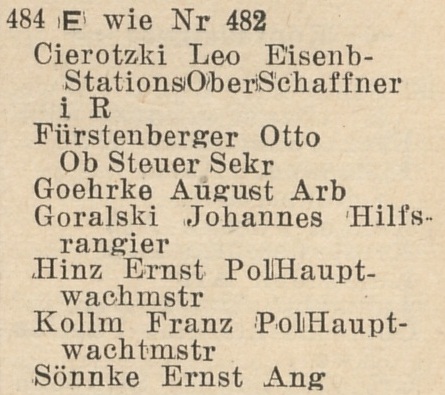 484 E wie Nr 482
Cierotzki Leo Eisenb-
StationsOberSchaffner
i R
Fürstenberger Otto
Ob Steuer Sekr
Goehrke August Arb
Goralski Johannes Hilfs-
rangier
Hinz Ernst PolHaupt-
wachmstr
Kollm Franz PolHaupt-
wachtmstr
Sönnke Ernst Ang